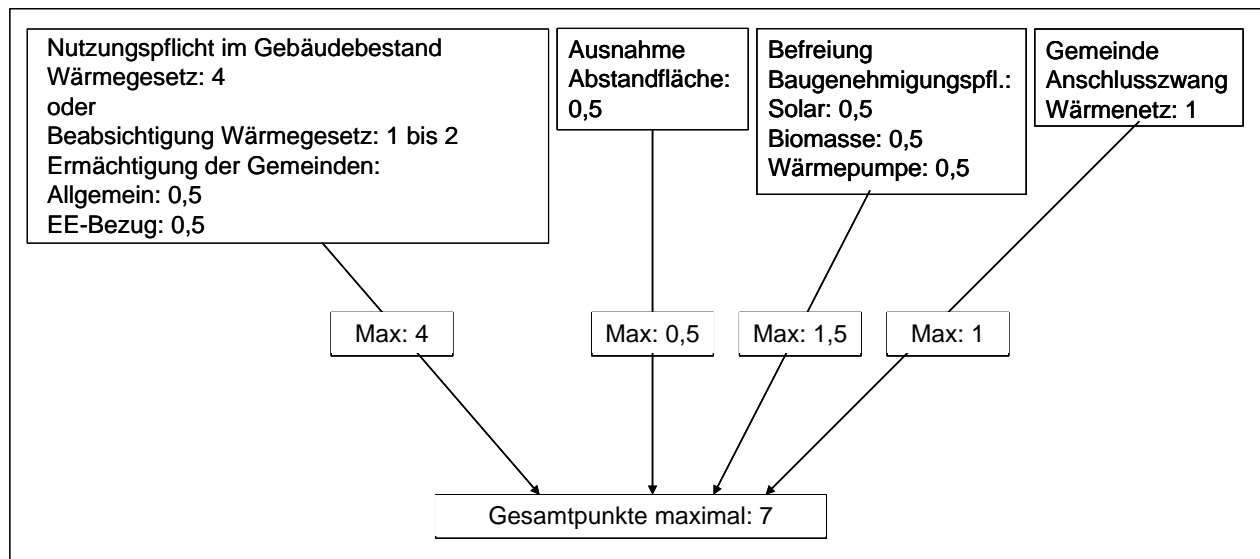 Nutzungspflicht im Gebäudebestand
Wärmegesetz: 4
oder
Beabsichtigung Wärmegesetz: 1 bis 2
Ermächtigung der Gemeinden:
Allgemein: 0,5
EE-Bezug: 0,5
Ausnahme
Abstandfläche:
0,5
Befreiung
Baugenehmigungspfl.:
Solar: 0,5
Biomasse: 0,5
Wärmepumpe: 0,5
Gemeinde
Anschlusszwang
Wärmenetz: 1
Max: 4
Max: 0,5
Max: 1,5
Max: 1
Gesamtpunkte maximal: 7